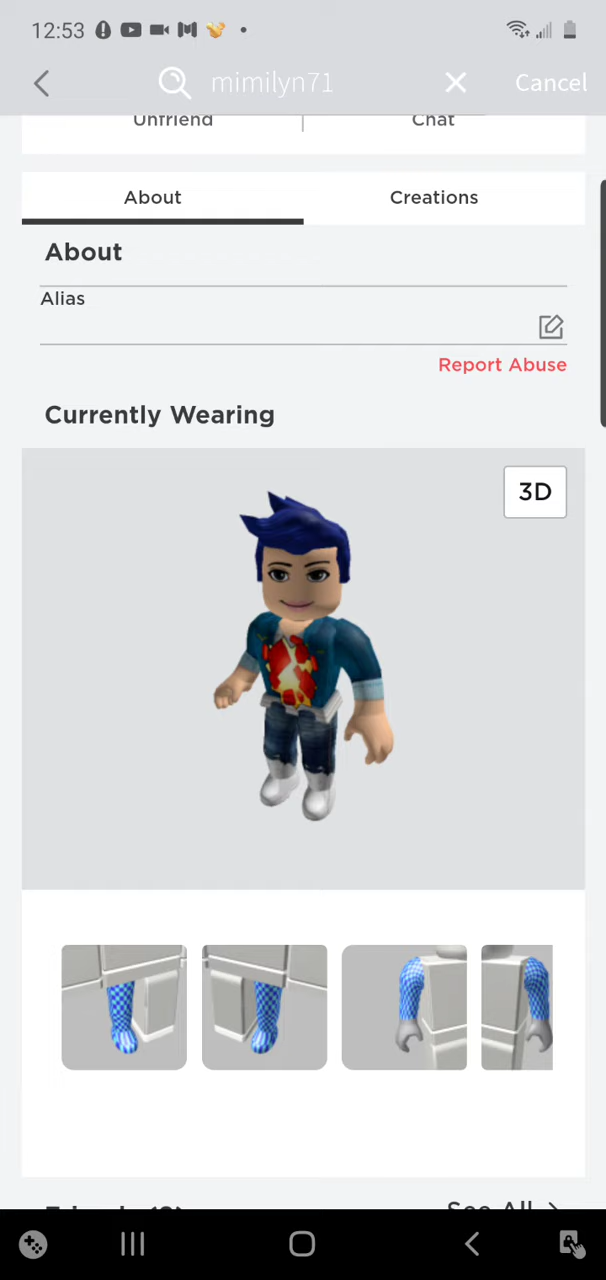 12:53
mimilyn71 Cancel
Unfriend Chat
About Creations
About
Alias
Report Abuse
Currently Wearing
3D
See All